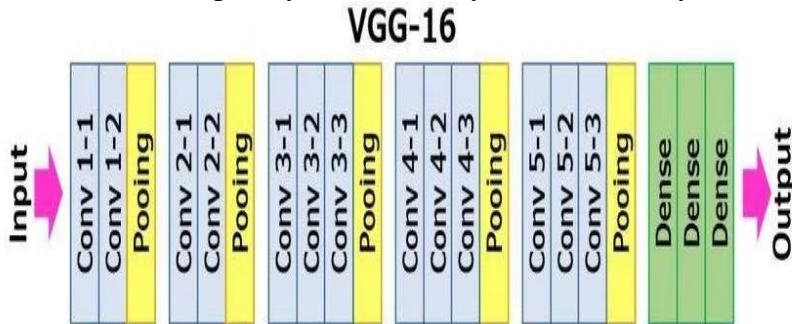 VGG-16
Input
Conv 1-1
Conv 1-2
Pooing
Conv 2-1
Conv 2-2
Pooing
Conv 3-1
Conv 3-2
Conv 3-3
Pooing
Conv 4-1
Conv 4-2
Conv 4-3
Pooing
Conv 5-1
Conv 5-2
Conv 5-3
Pooing
Dense
Dense
Dense
Output